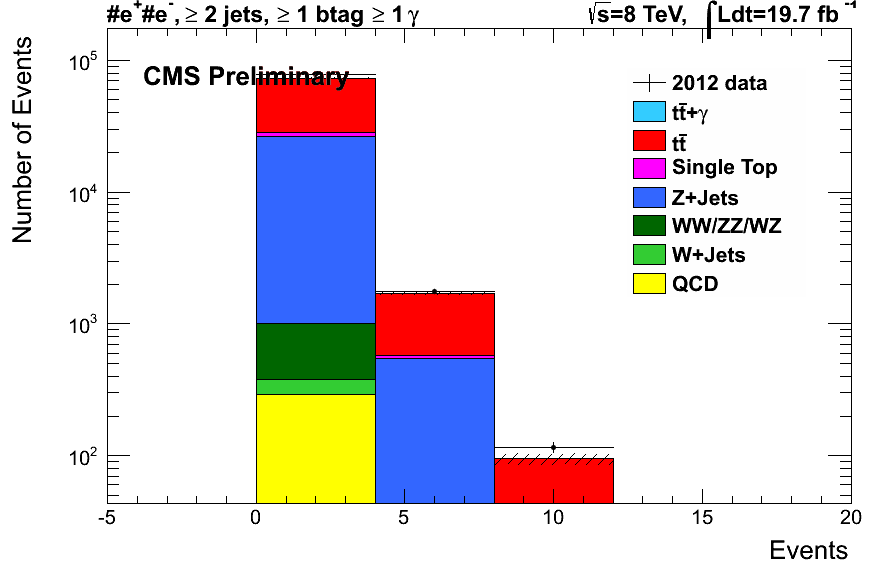 #e⁺#e⁻, ≥ 2 jets, ≥ 1 btag ≥ 1 γ √s=8 TeV, ∫Ldt=19.7 fb⁻¹
CMS Preliminary
Number of Events
10⁵
10⁴
10³
10²
2012 data
tt̄+γ
tt̄
Single Top
Z+Jets
WW/ZZ/WZ
W+Jets
QCD
-5 0 5 10 15 20
Events